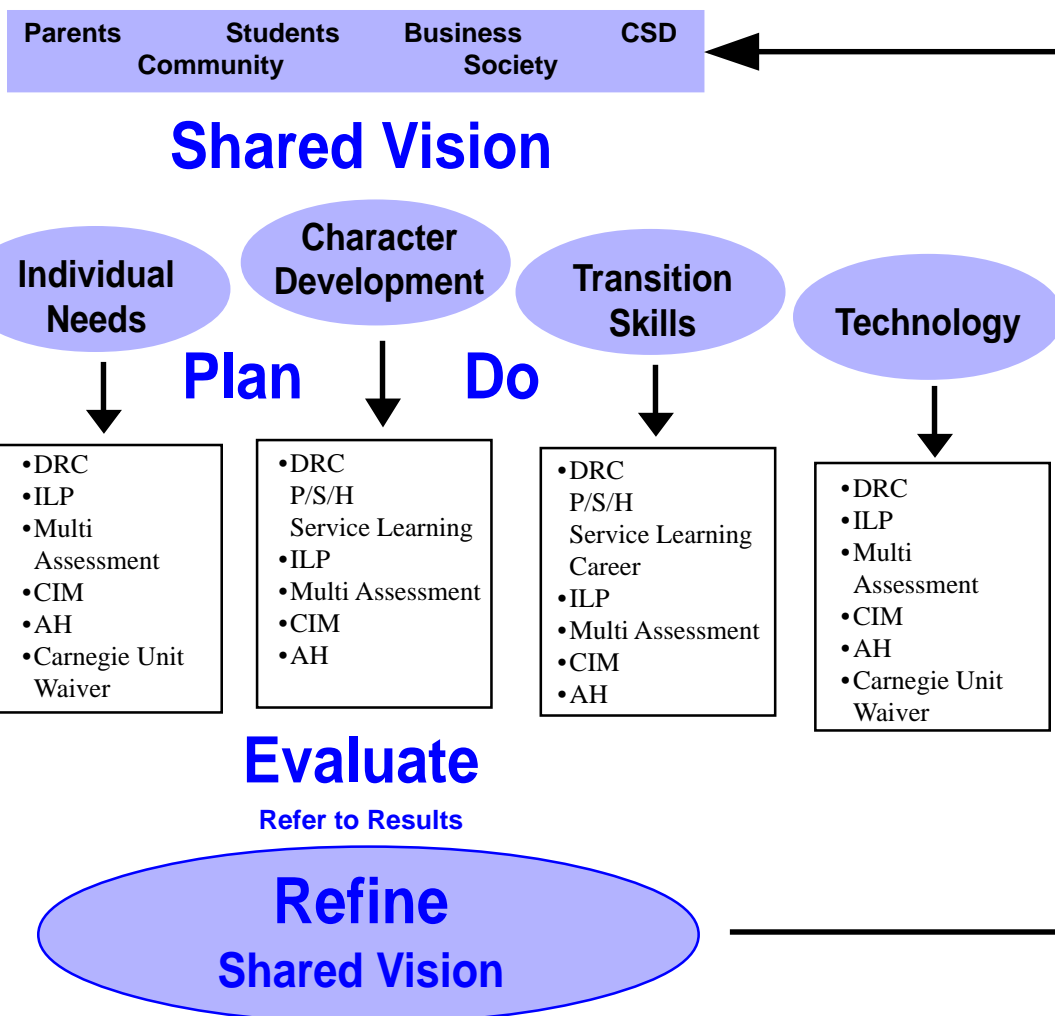 Parents Students Business CSD
Community Society
Shared Vision
Individual
Needs
Character
Development
Transition
Skills
Technology
Plan Do
•DRC
•ILP
•Multi
Assessment
•CIM
•AH
•Carnegie Unit
Waiver
•DRC
P/S/H
Service Learning
•ILP
•Multi Assessment
•CIM
•AH
•DRC
P/S/H
Service Learning
Career
•ILP
•Multi Assessment
•CIM
•AH
•DRC
•ILP
•Multi
Assessment
•CIM
•AH
•Carnegie Unit
Waiver
Evaluate
Refer to Results
Refine
Shared Vision